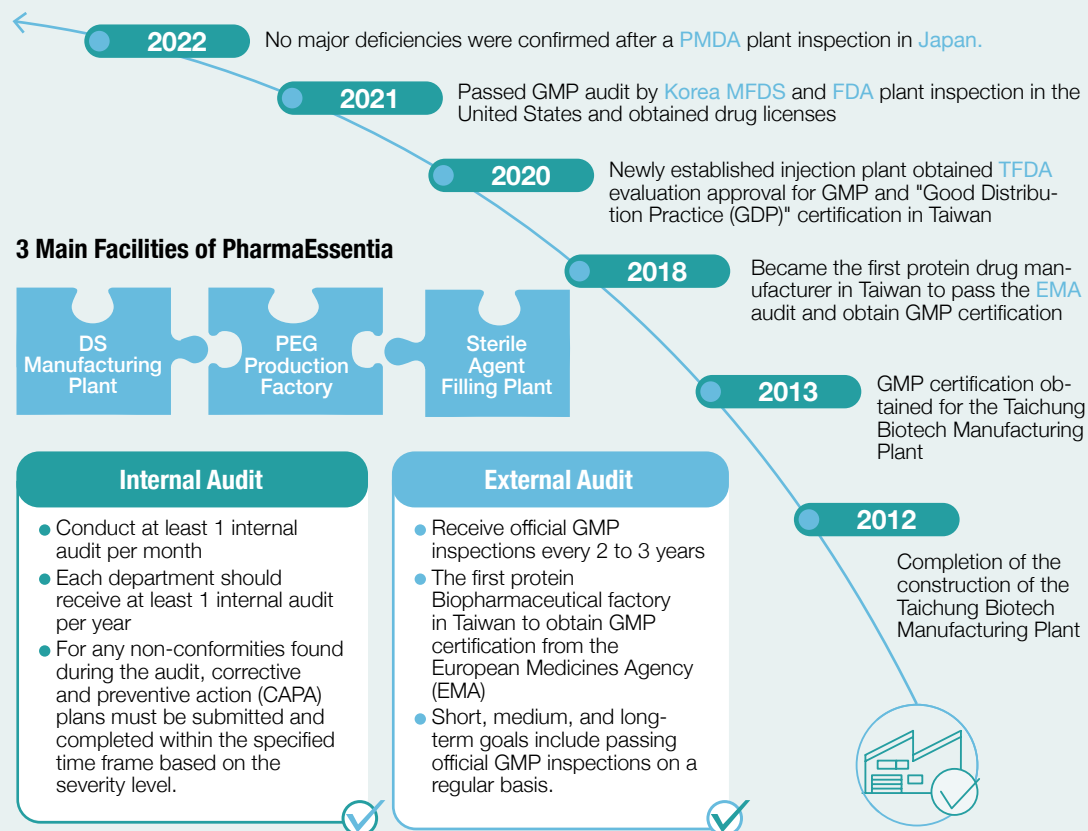 2022
No major deficiencies were confirmed after a PMDA plant inspection in Japan.
2021
Passed GMP audit by Korea MFDS and FDA plant inspection in the
United States and obtained drug licenses
2020
Newly established injection plant obtained TFDA
evaluation approval for GMP and "Good Distribu-
tion Practice (GDP)" certification in Taiwan
2018
Became the first protein drug man-
ufacturer in Taiwan to pass the EMA
audit and obtain GMP certification
2013
GMP certification ob-
tained for the Taichung
Biotech Manufacturing
Plant
2012
Completion of the
construction of the
Taichung Biotech
Manufacturing Plant
3 Main Facilities of PharmaEssentia
DS
Manufacturing
Plant
PEG
Production
Factory
Sterile
Agent
Filling Plant
Internal Audit
Conduct at least 1 internal
audit per month
Each department should
receive at least 1 internal audit
per year
For any non-conformities found
during the audit, corrective
and preventive action (CAPA)
plans must be submitted and
completed within the specified
time frame based on the
severity level.
External Audit
Receive official GMP
inspections every 2 to 3 years
The first protein
Biopharmaceutical factory
in Taiwan to obtain GMP
certification from the
European Medicines Agency
(EMA)
Short, medium, and long-
term goals include passing
official GMP inspections on a
regular basis.